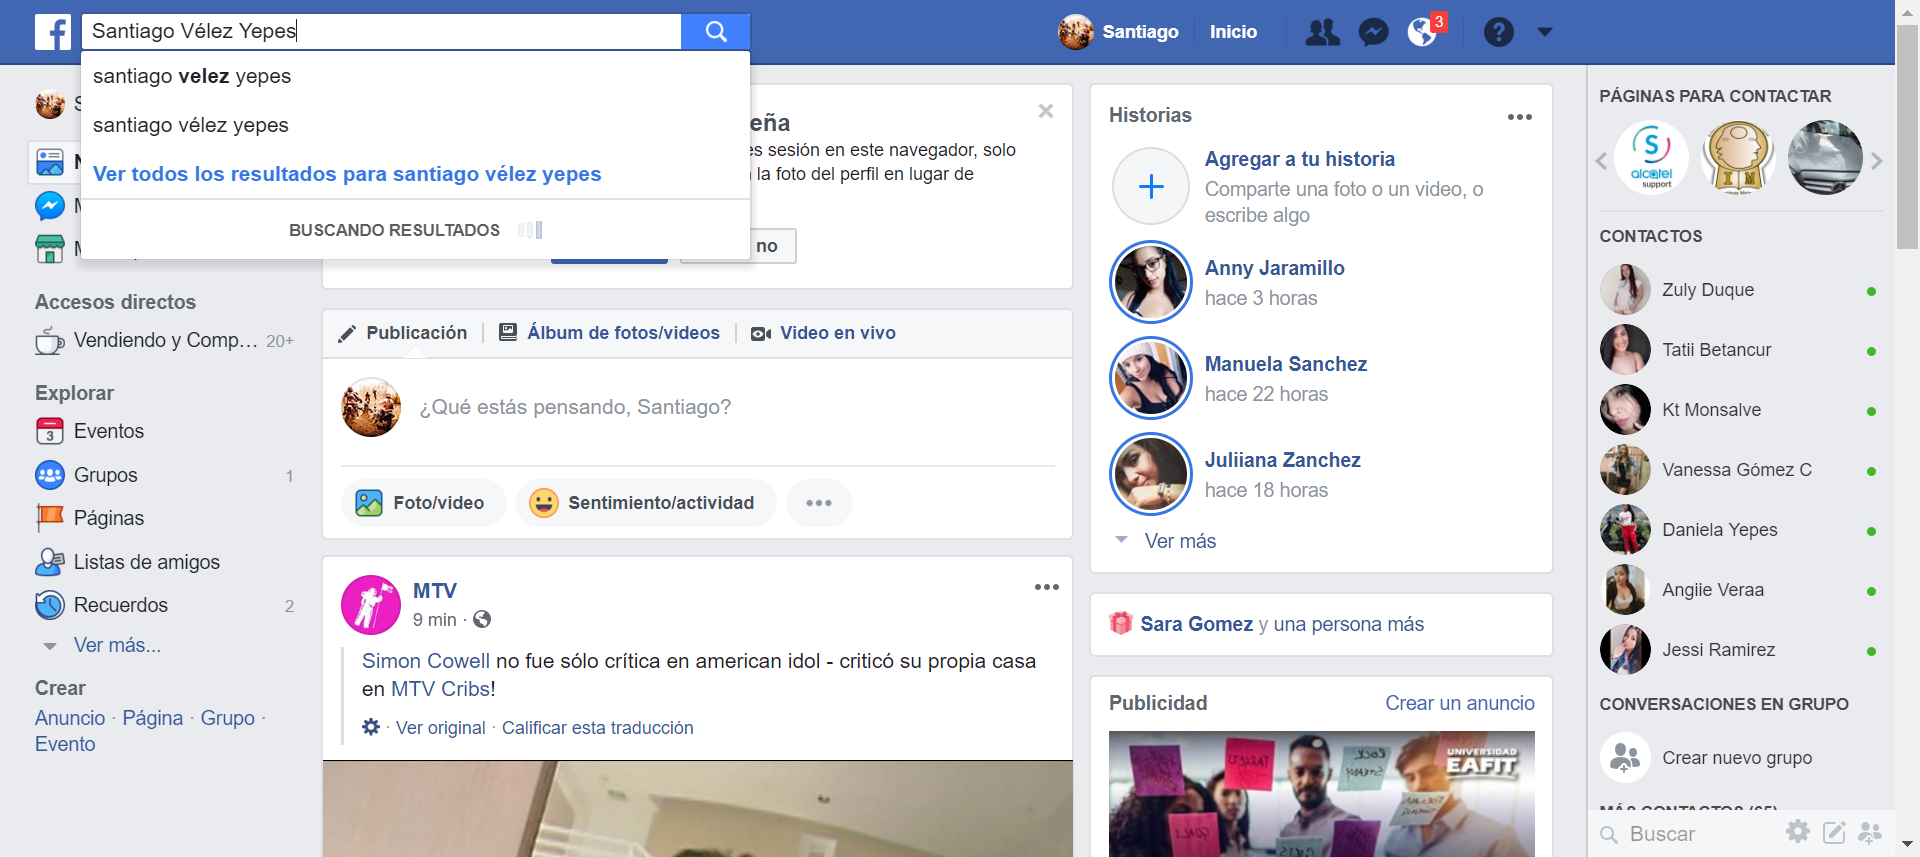 Santiago Vélez Yepes
Santiago
Inicio
3
santiago velez yepes
santiago vélez yepes
Ver todos los resultados para santiago vélez yepes
BUSCANDO RESULTADOS
eña
sesión en este navegador, solo
la foto del perfil en lugar de
no
Accesos directos
Vendiendo y Comp... 20+
Explorar
3
Eventos
Grupos 1
Páginas
Listas de amigos
Recuerdos 2
Ver más...
Crear
Anuncio · Página · Grupo ·
Evento
Publicación
Álbum de fotos/videos
Video en vivo
¿Qué estás pensando, Santiago?
Foto/video
Sentimiento/actividad
MTV
9 min ·
Simon Cowell no fue sólo crítica en american idol - criticó su propia casa
en MTV Cribs!
· Ver original · Calificar esta traducción
Historias
Agregar a tu historia
Comparte una foto o un video, o
escribe algo
Anny Jaramillo
hace 3 horas
Manuela Sanchez
hace 22 horas
Juliiana Zanchez
hace 18 horas
Ver más
Sara Gomez y una persona más
Publicidad
Crear un anuncio
UNIVERSIDAD
EAFIT
TARGETS
GOALS
PÁGINAS PARA CONTACTAR
S
alcatel
support
I M
CONTACTOS
Zuly Duque
Tatii Betancur
Kt Monsalve
Vanessa Gómez C
Daniela Yepes
Angiie Veraa
Jessi Ramirez
CONVERSACIONES EN GRUPO
Crear nuevo grupo
MÁS CONTACTOS (65)
Buscar